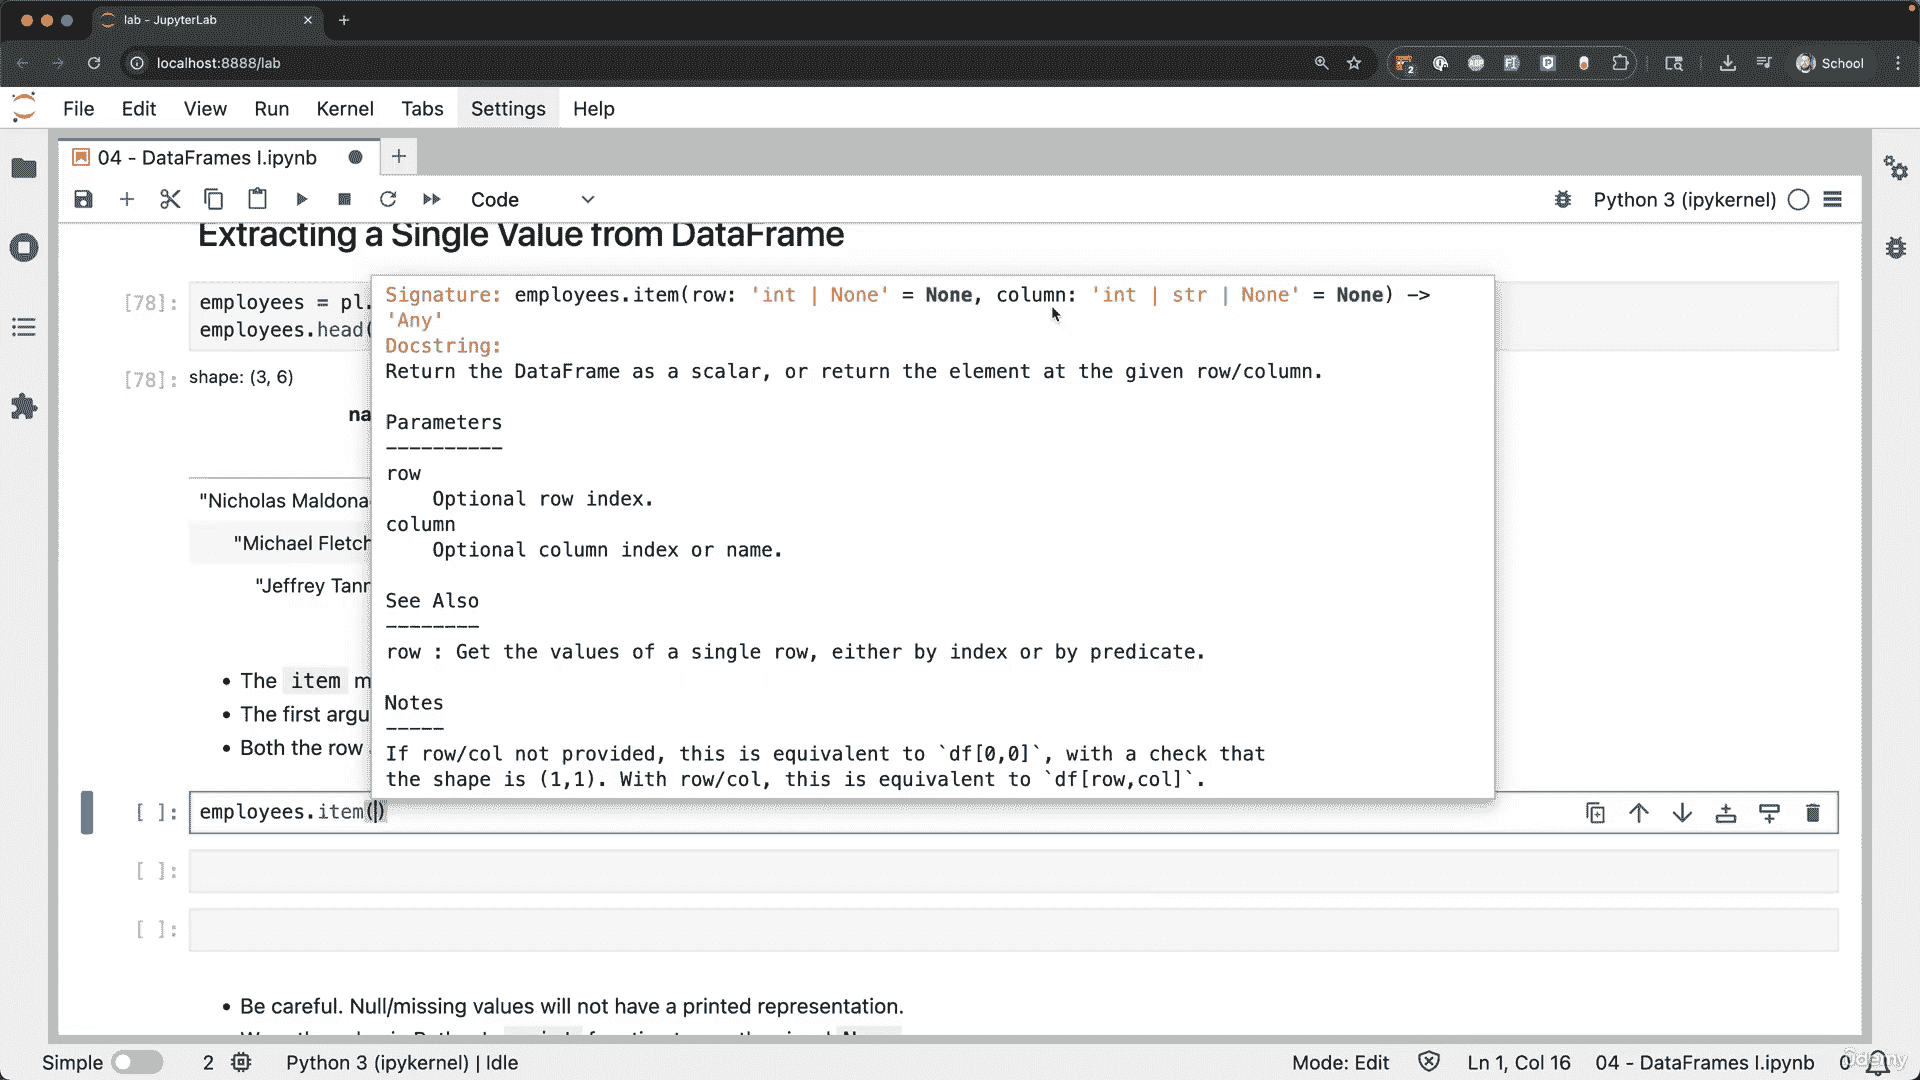 lab - JupyterLab
localhost:8888/lab
2
School
File Edit View Run Kernel Tabs Settings Help
04 - DataFrames I.ipynb
Code
Python 3 (ipykernel)
Extracting a Single Value from DataFrame
[78]: employees = pl.
employees.head(
[78]: shape: (3, 6)
na
"Nicholas Maldona
"Michael Fletch
"Jeffrey Tann
Signature: employees.item(row: 'int | None' = None, column: 'int | str | None' = None) ->
'Any'
Docstring:
Return the DataFrame as a scalar, or return the element at the given row/column.
Parameters
----------
row
Optional row index.
column
Optional column index or name.
See Also
--------
row : Get the values of a single row, either by index or by predicate.
Notes
-----
If row/col not provided, this is equivalent to `df[0,0]`, with a check that
the shape is (1,1). With row/col, this is equivalent to `df[row,col]`.
• The item m
• The first argu
• Both the row
[ ]: employees.item()
[ ]:
[ ]:
• Be careful. Null/missing values will not have a printed representation.
Simple 2 Python 3 (ipykernel) | Idle Mode: Edit Ln 1, Col 16 04 - DataFrames I.ipynb 0
Udemy